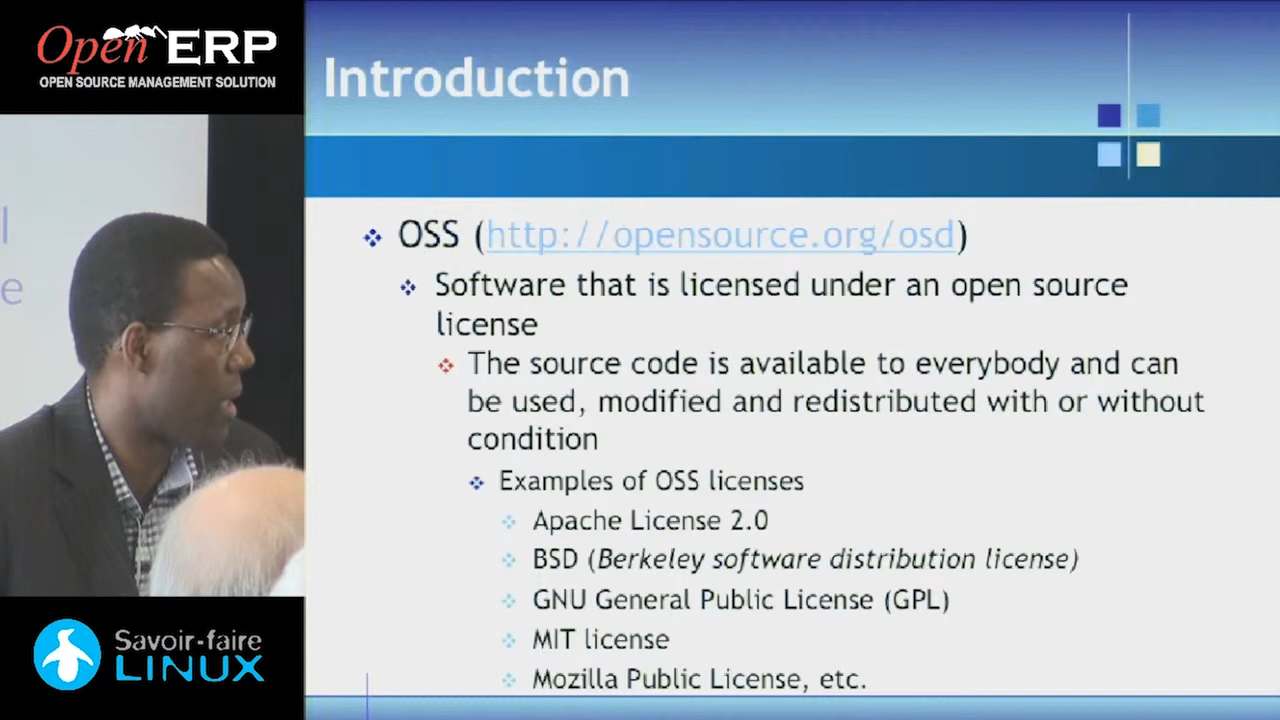 Open ERP
OPEN SOURCE MANAGEMENT SOLUTION
Introduction
OSS (http://opensource.org/osd)
Software that is licensed under an open source
license
The source code is available to everybody and can
be used, modified and redistributed with or without
condition
Examples of OSS licenses
Apache License 2.0
BSD (Berkeley software distribution license)
GNU General Public License (GPL)
MIT license
Mozilla Public License, etc.
Savoir-faire
LINUX